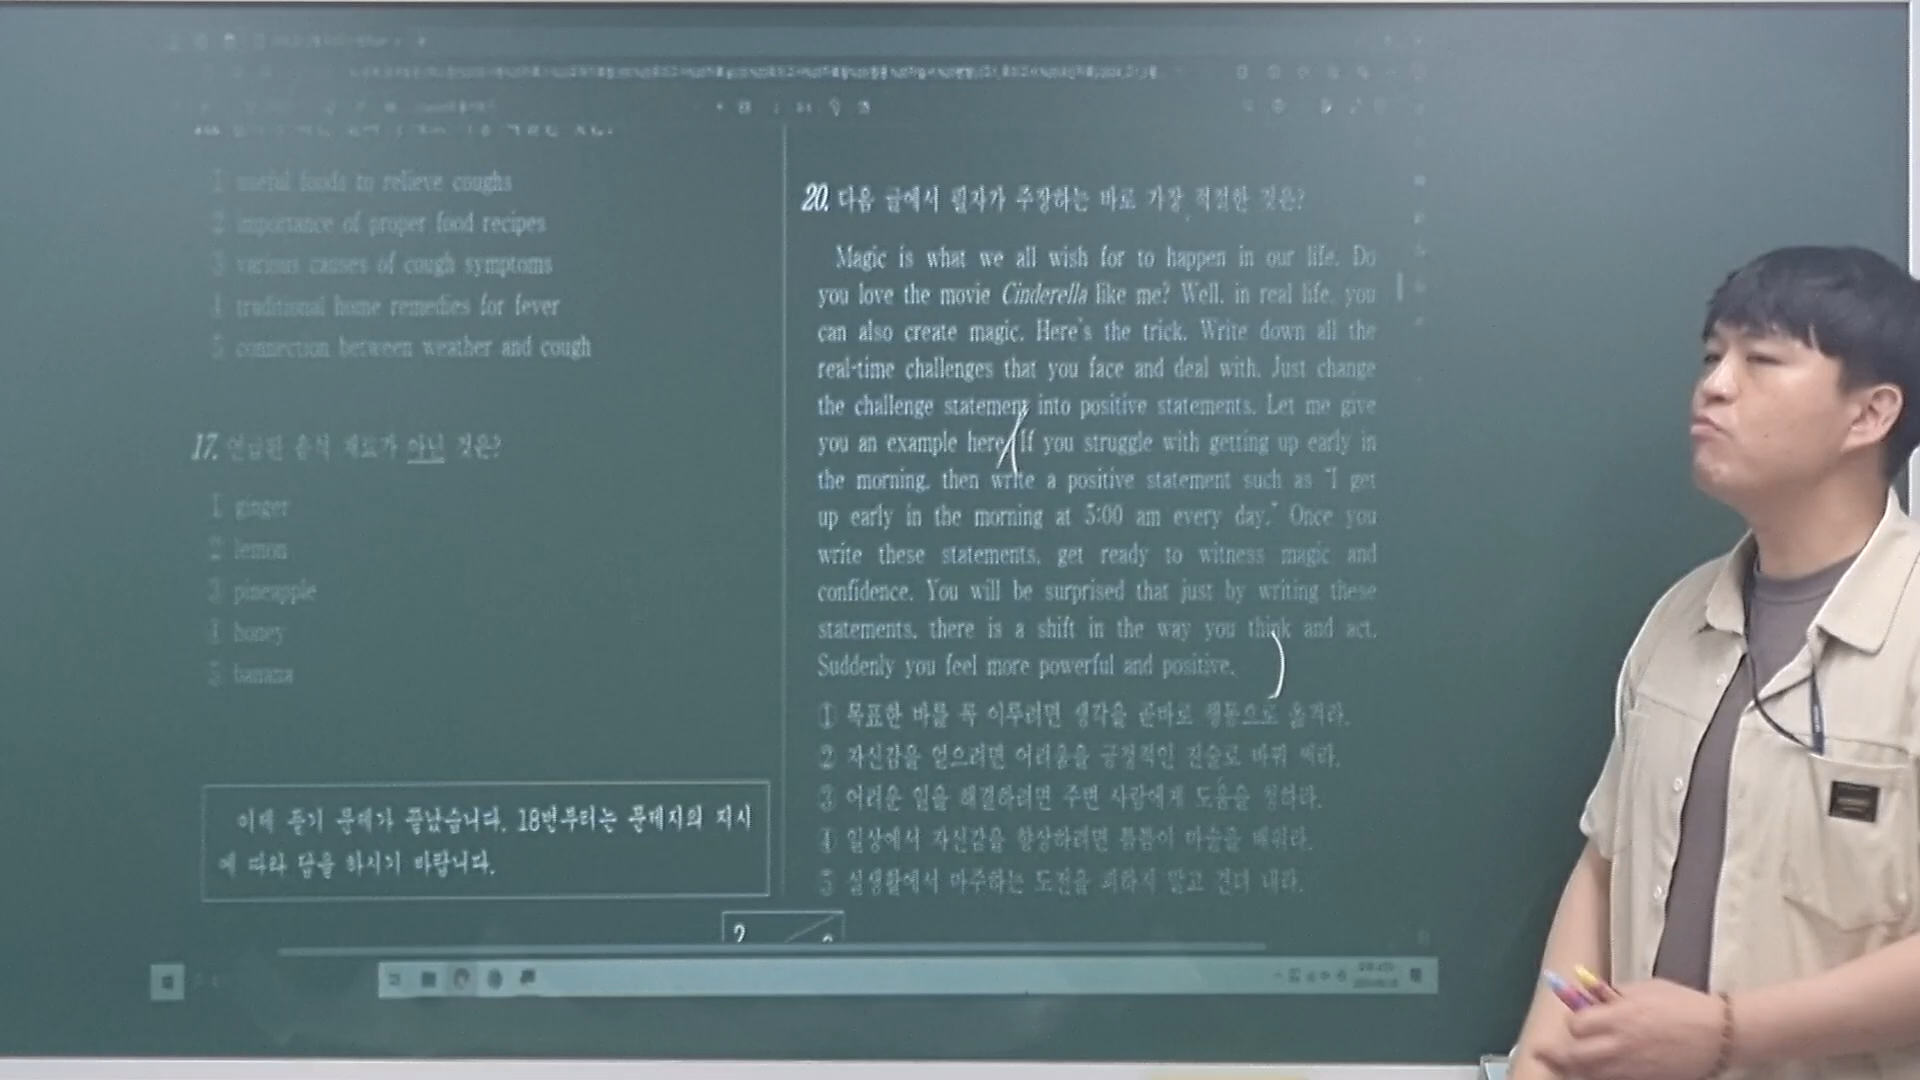 ① useful foods to relieve coughs
② importance of proper food recipes
③ various causes of cough symptoms
④ traditional home remedies for fever
⑤ connection between weather and cough
17. 언급된 음식 재료가 아닌 것은?
① ginger
② lemon
③ pineapple
④ honey
⑤ banana
이제 듣기 문제가 끝났습니다. 18번부터는 문제지의 지시
에 따라 답을 하시기 바랍니다.
2
20. 다음 글에서 필자가 주장하는 바로 가장 적절한 것은?
Magic is what we all wish for to happen in our life. Do
you love the movie Cinderella like me? Well, in real life, you
can also create magic. Here's the trick. Write down all the
real-time challenges that you face and deal with. Just change
the challenge statement into positive statements. Let me give
you an example here. If you struggle with getting up early in
the morning, then write a positive statement such as "I get
up early in the morning at 5:00 am every day." Once you
write these statements, get ready to witness magic and
confidence. You will be surprised that just by writing these
statements, there is a shift in the way you think and act.
Suddenly you feel more powerful and positive.
① 목표한 바를 꼭 이루려면 생각을 곧바로 행동으로 옮겨라.
② 자신감을 얻으려면 어려움을 긍정적인 진술로 바꿔 써라.
③ 어려운 일을 해결하려면 주변 사람에게 도움을 청하라.
④ 일상에서 자신감을 향상하려면 틈틈이 마술을 배워라.
⑤ 실생활에서 마주하는 도전을 피하지 말고 견뎌 내라.